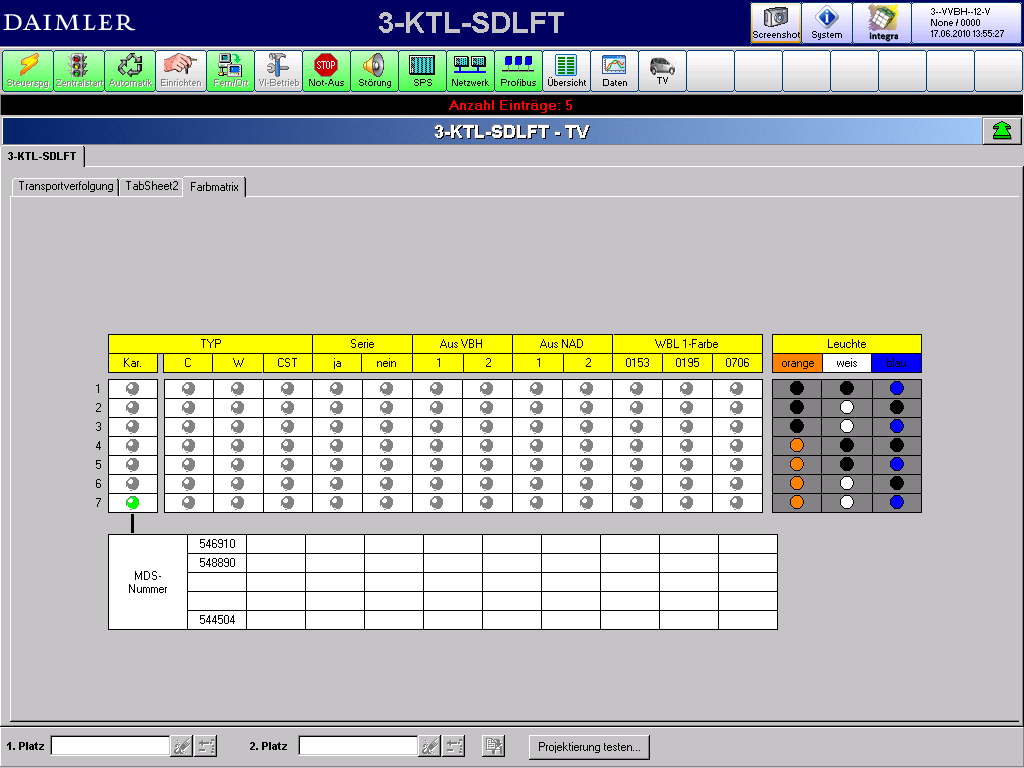 DAIMLER
3-KTL-SDLFT
Screenshot
System
Integra
3--VVBH--12-V
None / 0000
17.06.2010 13:55:27
Steuerspg. Zentralstart Automatik Einrichten Fern/Ort VI-Betrieb Not-Aus Störung SPS Netzwerk Profibus Übersicht Daten TV
STOP
Anzahl Einträge: 5
3-KTL-SDLFT - TV
3-KTL-SDLFT
Transportverfolgung TabSheet2 Farbmatrix
TYP Serie Aus VBH Aus NAD WBL 1-Farbe Leuchte
Kar. C W CST ja nein 1 2 1 2 0153 0195 0706 orange weis blau
1
2
3
4
5
6
7
546910
548890
MDS-
Nummer
544504
1. Platz 2. Platz Projektierung testen...